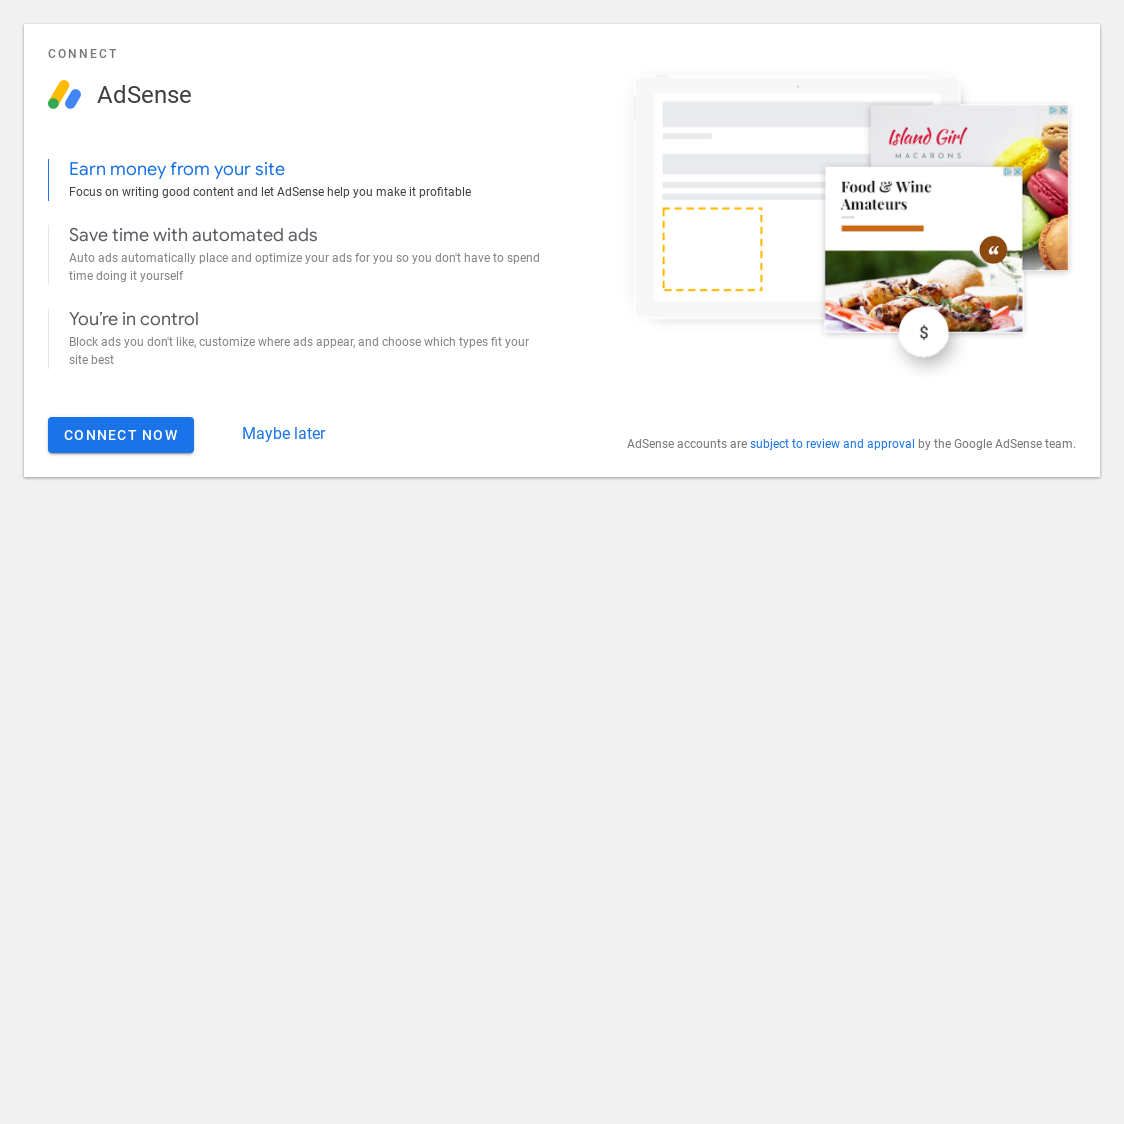 CONNECT
AdSense
Earn money from your site
Focus on writing good content and let AdSense help you make it profitable
Save time with automated ads
Auto ads automatically place and optimize your ads for you so you don't have to spend
time doing it yourself
You’re in control
Block ads you don't like, customize where ads appear, and choose which types fit your
site best
CONNECT NOW
Maybe later
Island Girl
MACARONS
Food & Wine
Amateurs
“
$
AdSense accounts are subject to review and approval by the Google AdSense team.